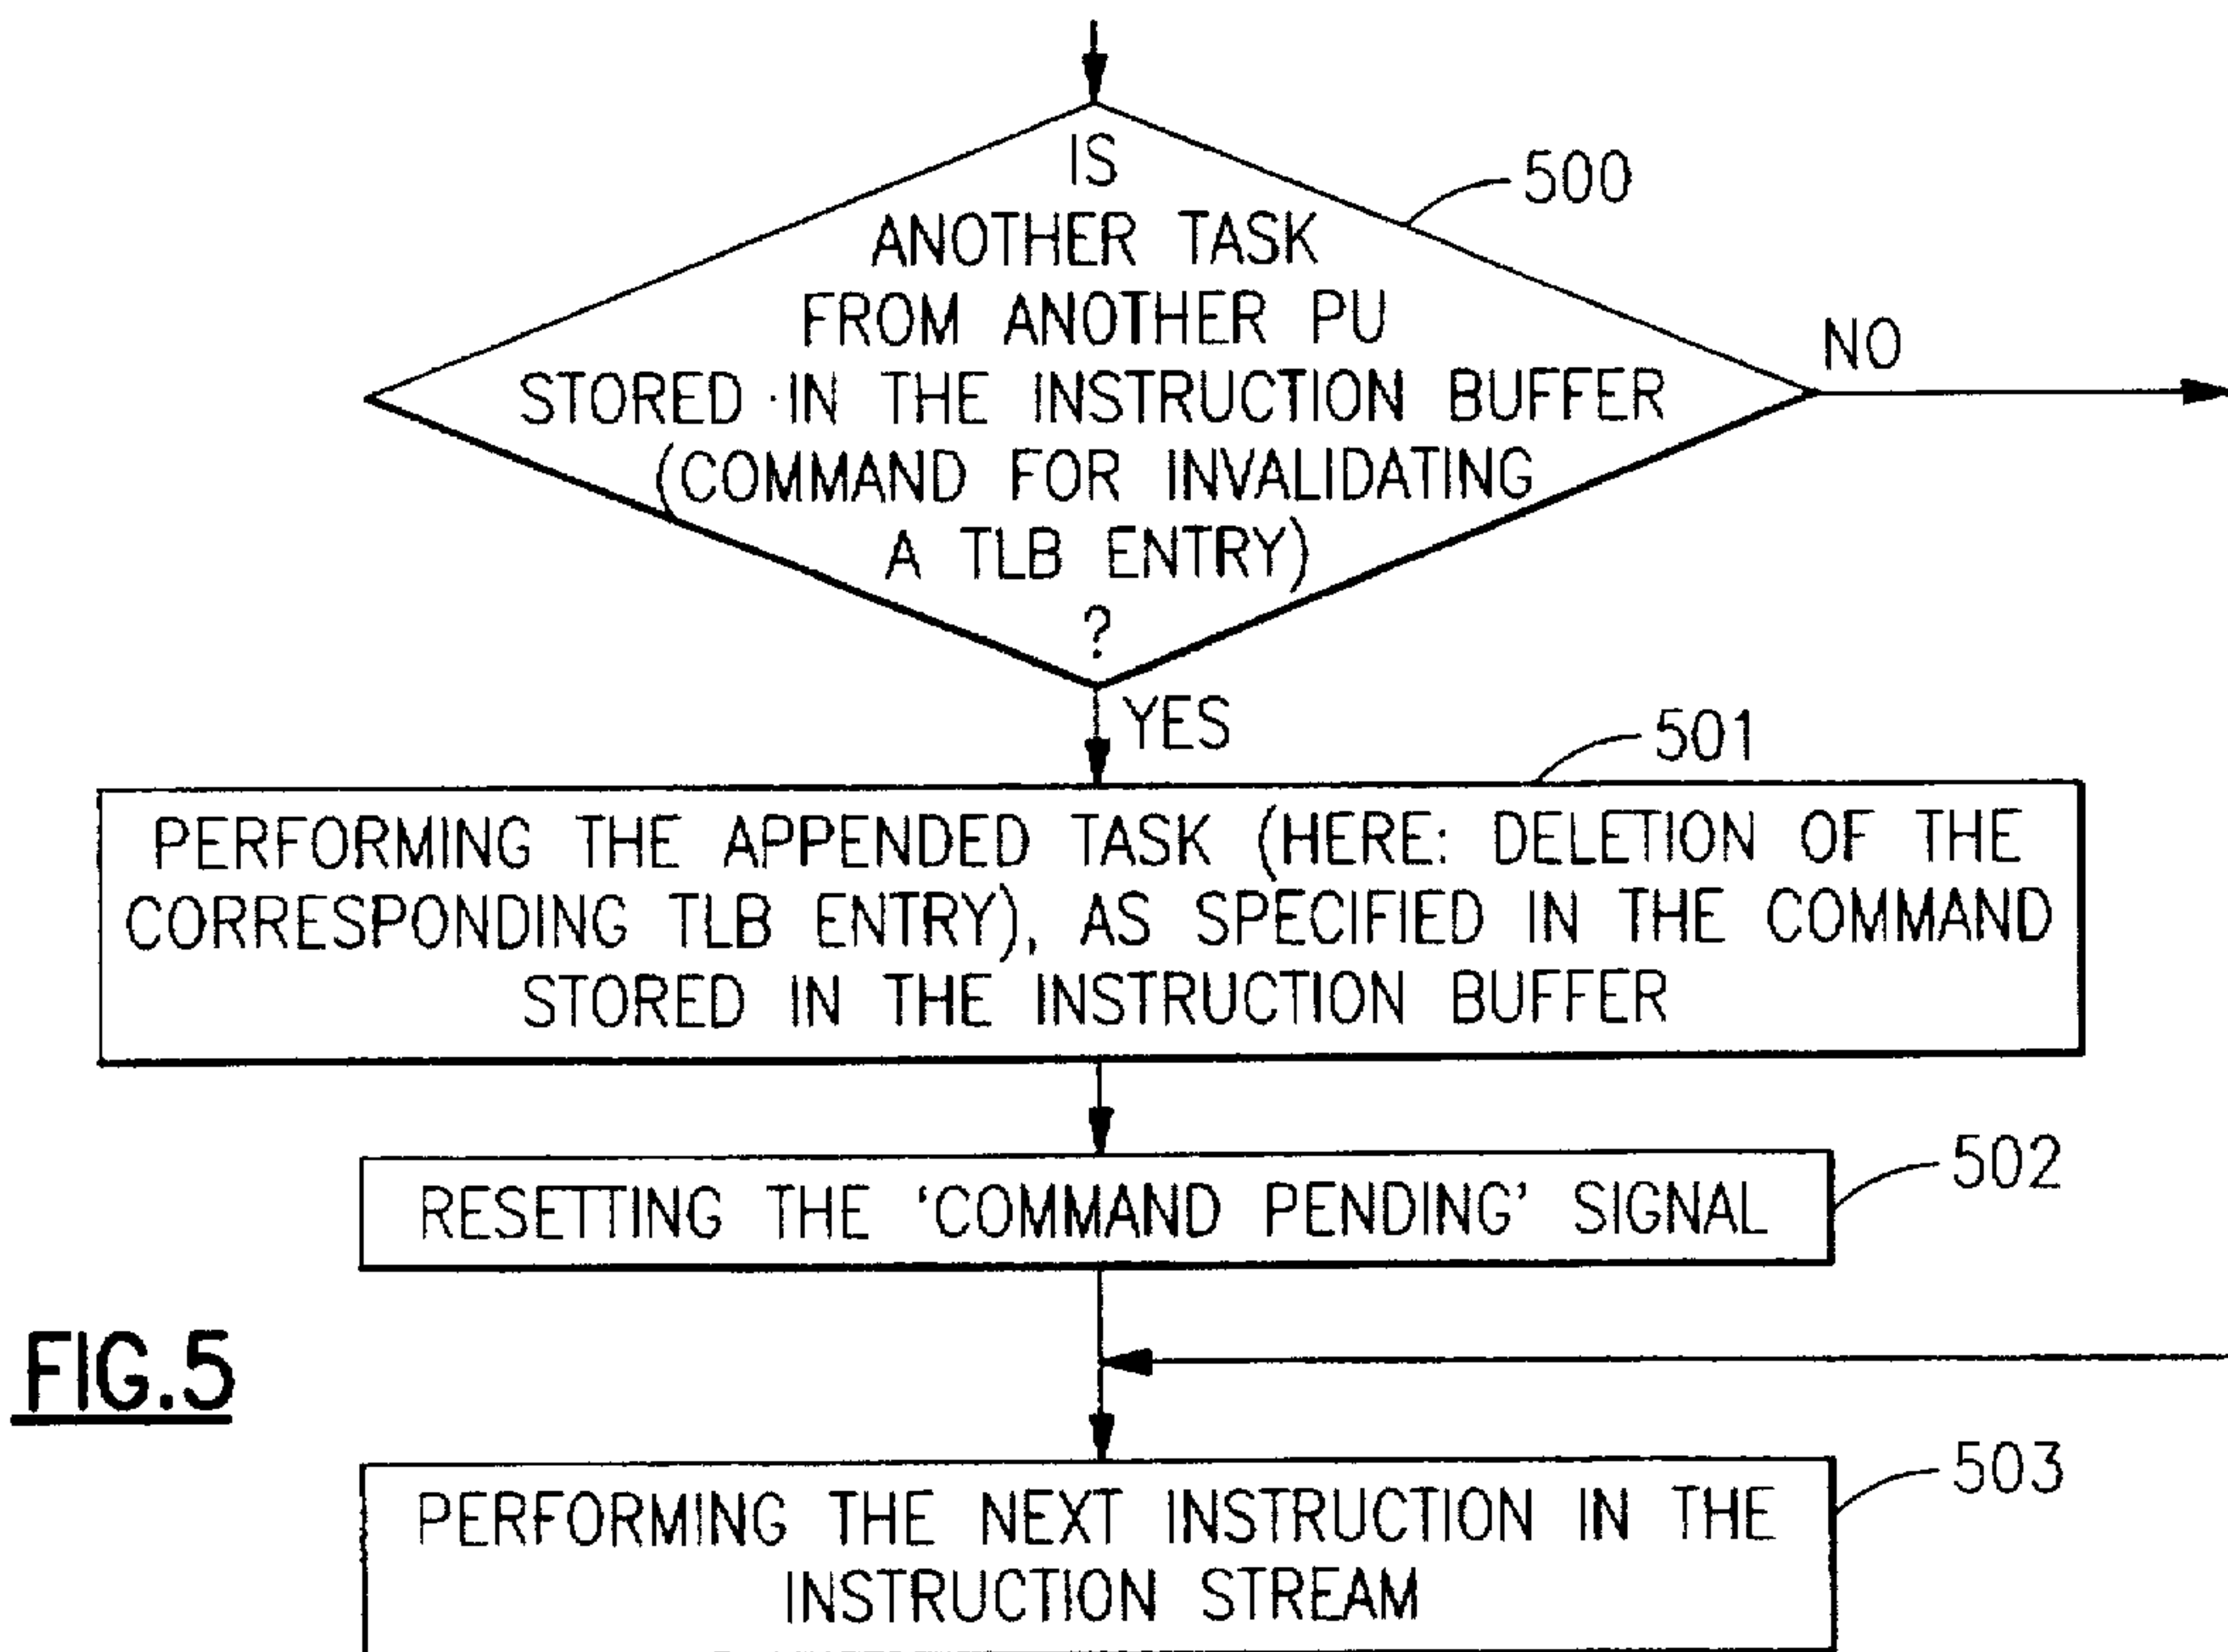 IS
ANOTHER TASK
FROM ANOTHER PU
STORED IN THE INSTRUCTION BUFFER
(COMMAND FOR INVALIDATING
A TLB ENTRY)
?
500
NO
YES
501
PERFORMING THE APPENDED TASK (HERE: DELETION OF THE
CORRESPONDING TLB ENTRY), AS SPECIFIED IN THE COMMAND
STORED IN THE INSTRUCTION BUFFER
RESETTING THE 'COMMAND PENDING' SIGNAL
502
FIG.5
503
PERFORMING THE NEXT INSTRUCTION IN THE
INSTRUCTION STREAM